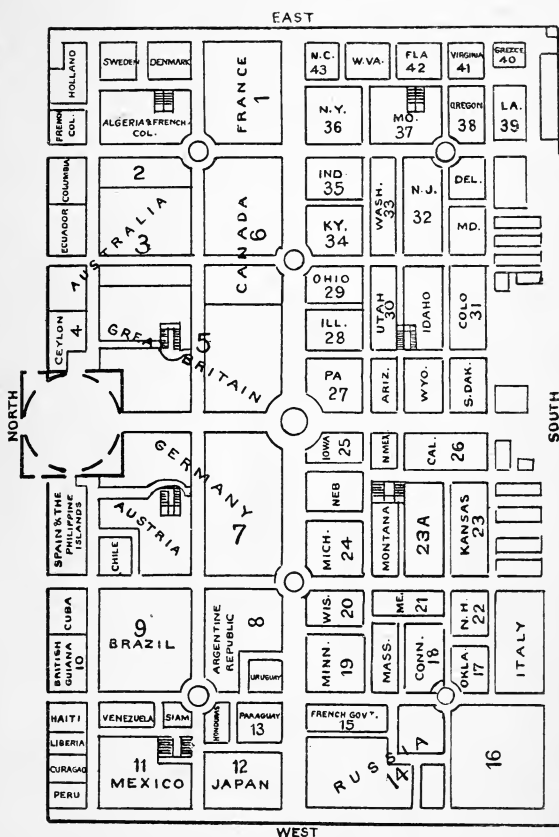 EAST
HOLLAND
SWEDEN
DENMARK
FRANCE
1
N.C.
43
W.VA.
FLA
42
VIRGINIA
41
GREECE
40
FRENCH
COL.
ALGERIA & FRENCH
COL.
N.Y.
36
MO.
37
OREGON
38
LA.
39
COLUMBIA
2
IND
35
WASH.
33
N.J.
32
DEL.
ECUADOR
AUSTRALIA
3
CANADA
6
KY.
34
MD.
CEYLON
4
OHIO
29
UTAH
30
IDAHO
COLO
31
GREAT BRITAIN
5
ILL.
28
PA
27
ARIZ.
WYO.
S.DAK.
NORTH
SOUTH
GERMANY
7
IOWA
25
N.MEX.
CAL.
26
SPAIN & THE
PHILIPPINE
ISLANDS
AUSTRIA
CHILE
NEB
MICH.
24
MONTANA
23A
KANSAS
23
CUBA
BRITISH
GUIANA
10
9
BRAZIL
ARGENTINE
REPUBLIC
8
URUGUAY
WIS.
20
ME.
21
N.H.
22
ITALY
MINN.
19
MASS.
CONN.
18
OKLA.
17
HAITI
VENEZUELA
SIAM
HONDURAS
PARAGUAY
13
FRENCH GOV'T.
15
LIBERIA
CURAÇAO
PERU
11
MEXICO
12
JAPAN
RUSSIA
14
16
WEST